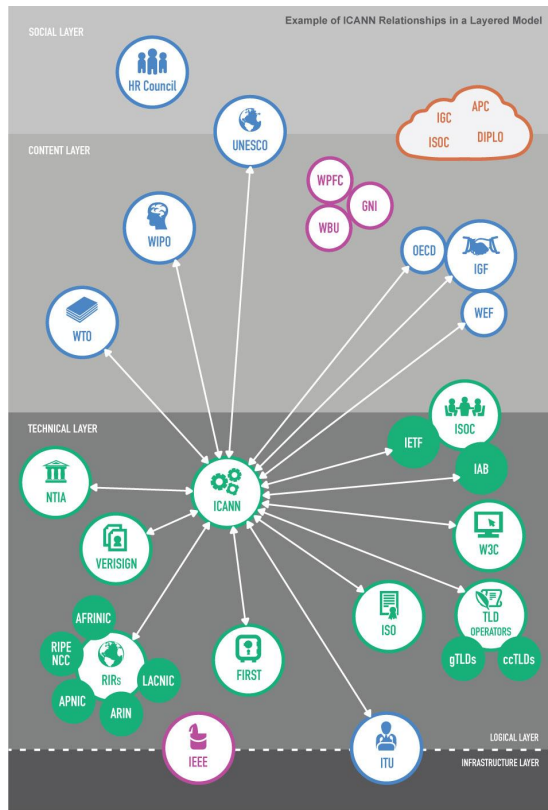 Example of ICANN Relationships in a Layered Model
SOCIAL LAYER
HR Council
UNESCO
IGC
APC
ISOC
DIPLO
CONTENT LAYER
WPFC
GNI
WBU
WIPO
OECD
IGF
WEF
WTO
TECHNICAL LAYER
ISOC
IETF
IAB
NTIA
ICANN
W3C
VERISIGN
ISO
TLD
OPERATORS
gTLDs
ccTLDs
AFRINIC
RIPE
NCC
RIRs
LACNIC
APNIC
ARIN
FIRST
LOGICAL LAYER
IEEE
ITU
INFRASTRUCTURE LAYER